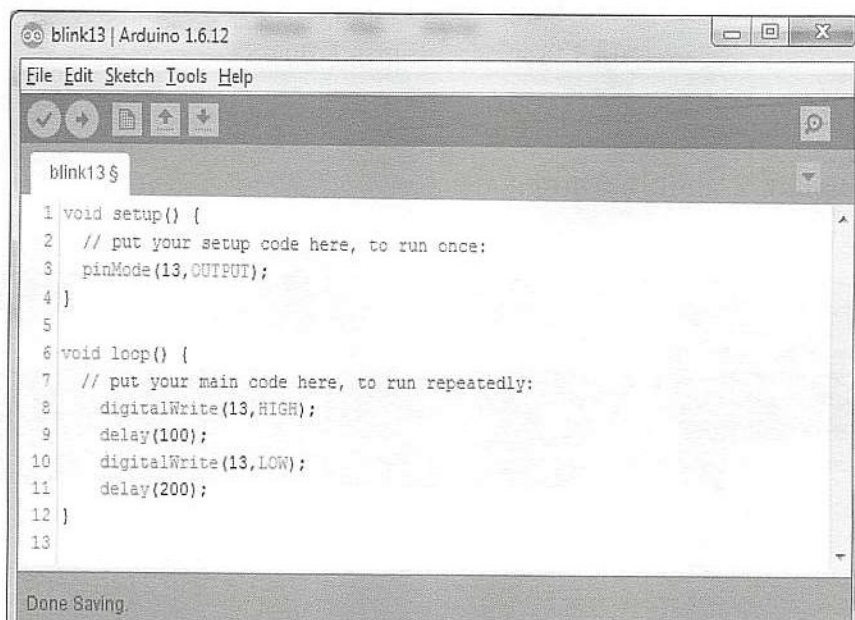 blink13 | Arduino 1.6.12
File Edit Sketch Tools Help
blink13 §
1 void setup() {
2 // put your setup code here, to run once:
3 pinMode(13,OUTPUT);
4 }
5
6 void loop() {
7 // put your main code here, to run repeatedly:
8 digitalWrite(13,HIGH);
9 delay(100);
10 digitalWrite(13,LOW);
11 delay(200);
12 }
13
Done Saving.